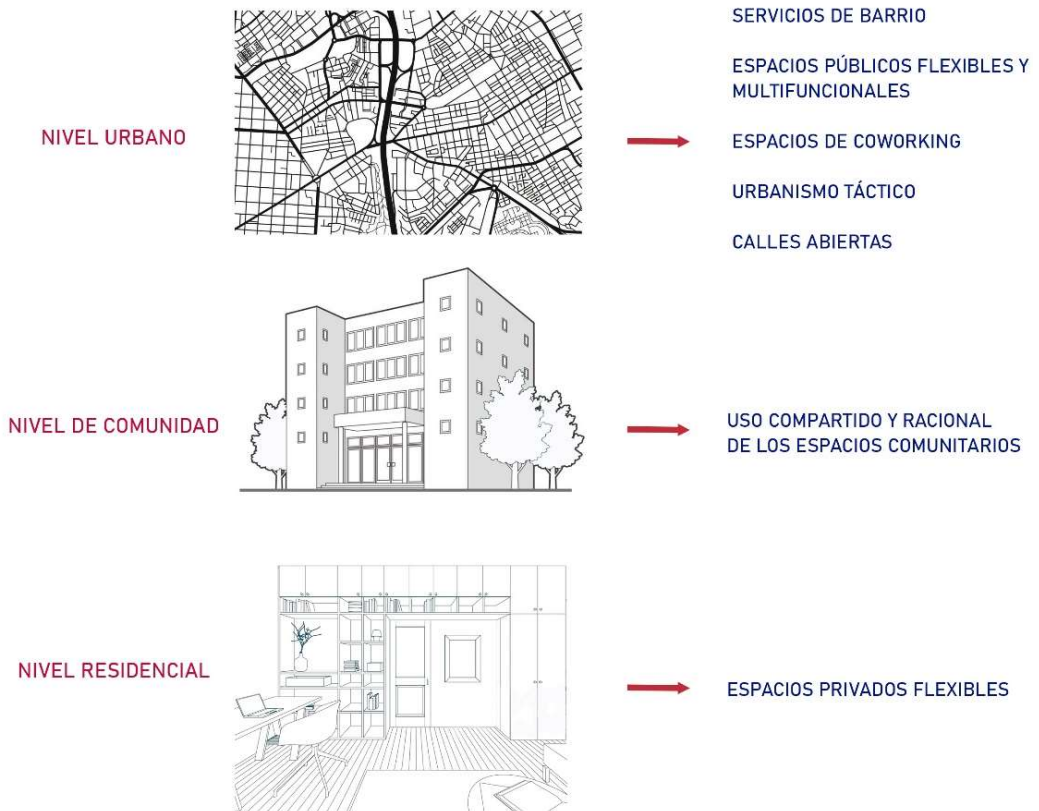 NIVEL URBANO
SERVICIOS DE BARRIO
ESPACIOS PÚBLICOS FLEXIBLES Y
MULTIFUNCIONALES
ESPACIOS DE COWORKING
URBANISMO TÁCTICO
CALLES ABIERTAS
NIVEL DE COMUNIDAD
USO COMPARTIDO Y RACIONAL
DE LOS ESPACIOS COMUNITARIOS
NIVEL RESIDENCIAL
ESPACIOS PRIVADOS FLEXIBLES